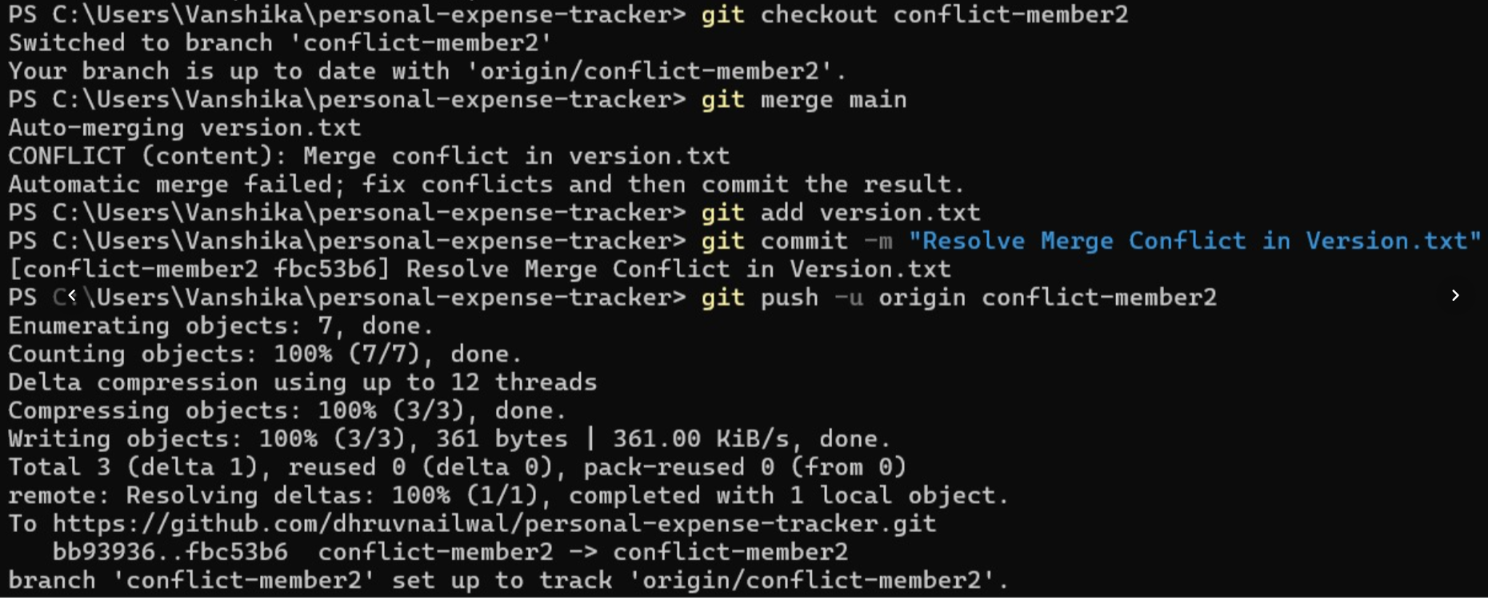 PS C:\Users\Vanshika\personal-expense-tracker> git checkout conflict-member2
Switched to branch 'conflict-member2'
Your branch is up to date with 'origin/conflict-member2'.
PS C:\Users\Vanshika\personal-expense-tracker> git merge main
Auto-merging version.txt
CONFLICT (content): Merge conflict in version.txt
Automatic merge failed; fix conflicts and then commit the result.
PS C:\Users\Vanshika\personal-expense-tracker> git add version.txt
PS C:\Users\Vanshika\personal-expense-tracker> git commit -m "Resolve Merge Conflict in Version.txt"
[conflict-member2 fbc53b6] Resolve Merge Conflict in Version.txt
PS C:\Users\Vanshika\personal-expense-tracker> git push -u origin conflict-member2
Enumerating objects: 7, done.
Counting objects: 100% (7/7), done.
Delta compression using up to 12 threads
Compressing objects: 100% (3/3), done.
Writing objects: 100% (3/3), 361 bytes | 361.00 KiB/s, done.
Total 3 (delta 1), reused 0 (delta 0), pack-reused 0 (from 0)
remote: Resolving deltas: 100% (1/1), completed with 1 local object.
To https://github.com/dhruvnailwal/personal-expense-tracker.git
   bb93936..fbc53b6  conflict-member2 -> conflict-member2
branch 'conflict-member2' set up to track 'origin/conflict-member2'.